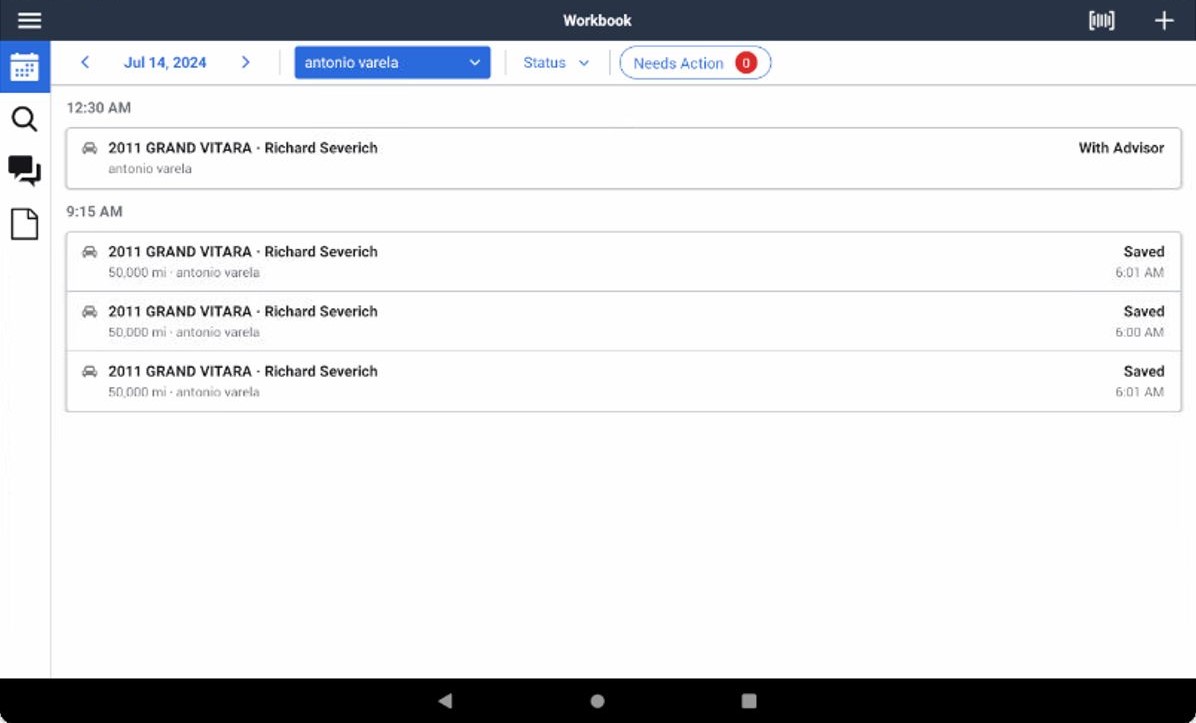 Workbook
Jul 14, 2024
antonio varela
Status
Needs Action 0
12:30 AM
2011 GRAND VITARA · Richard Severich
With Advisor
antonio varela
9:15 AM
2011 GRAND VITARA · Richard Severich
Saved
50,000 mi · antonio varela
6:01 AM
2011 GRAND VITARA · Richard Severich
Saved
50,000 mi · antonio varela
6:00 AM
2011 GRAND VITARA · Richard Severich
Saved
50,000 mi · antonio varela
6:01 AM